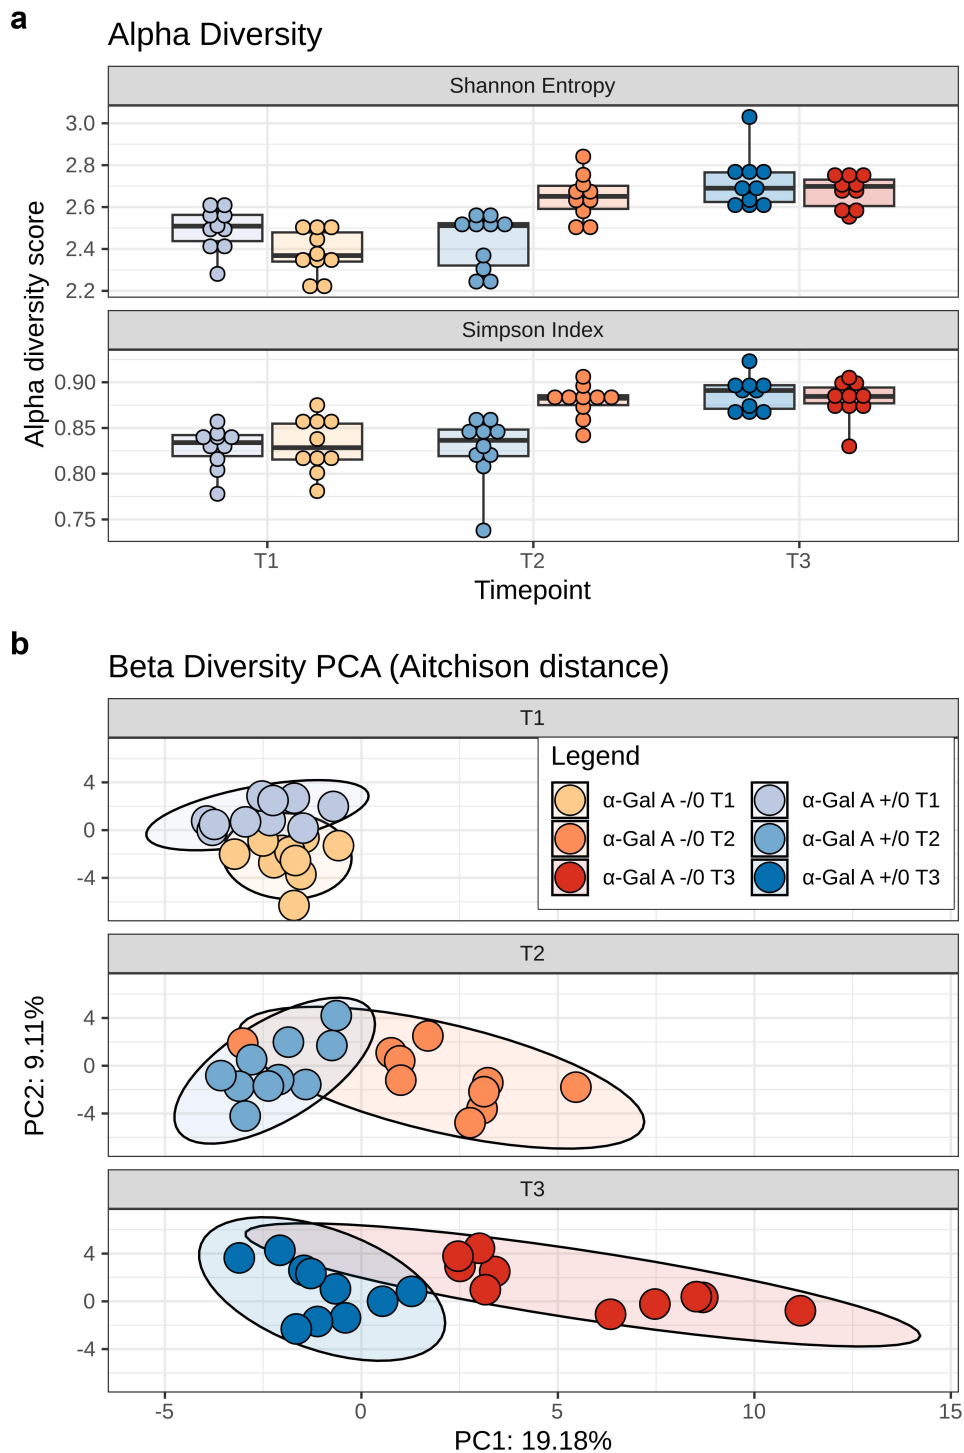 a
Alpha Diversity
Shannon Entropy
3.0
2.8
2.6
2.4
2.2
Simpson Index
0.90
0.85
0.80
0.75
Alpha diversity score
T1 T2 T3
Timepoint
b
Beta Diversity PCA (Aitchison distance)
T1
4
0
-4
Legend
α-Gal A -/0 T1 α-Gal A +/0 T1
α-Gal A -/0 T2 α-Gal A +/0 T2
α-Gal A -/0 T3 α-Gal A +/0 T3
T2
4
0
-4
PC2: 9.11%
T3
4
0
-4
-5 0 5 10 15
PC1: 19.18%